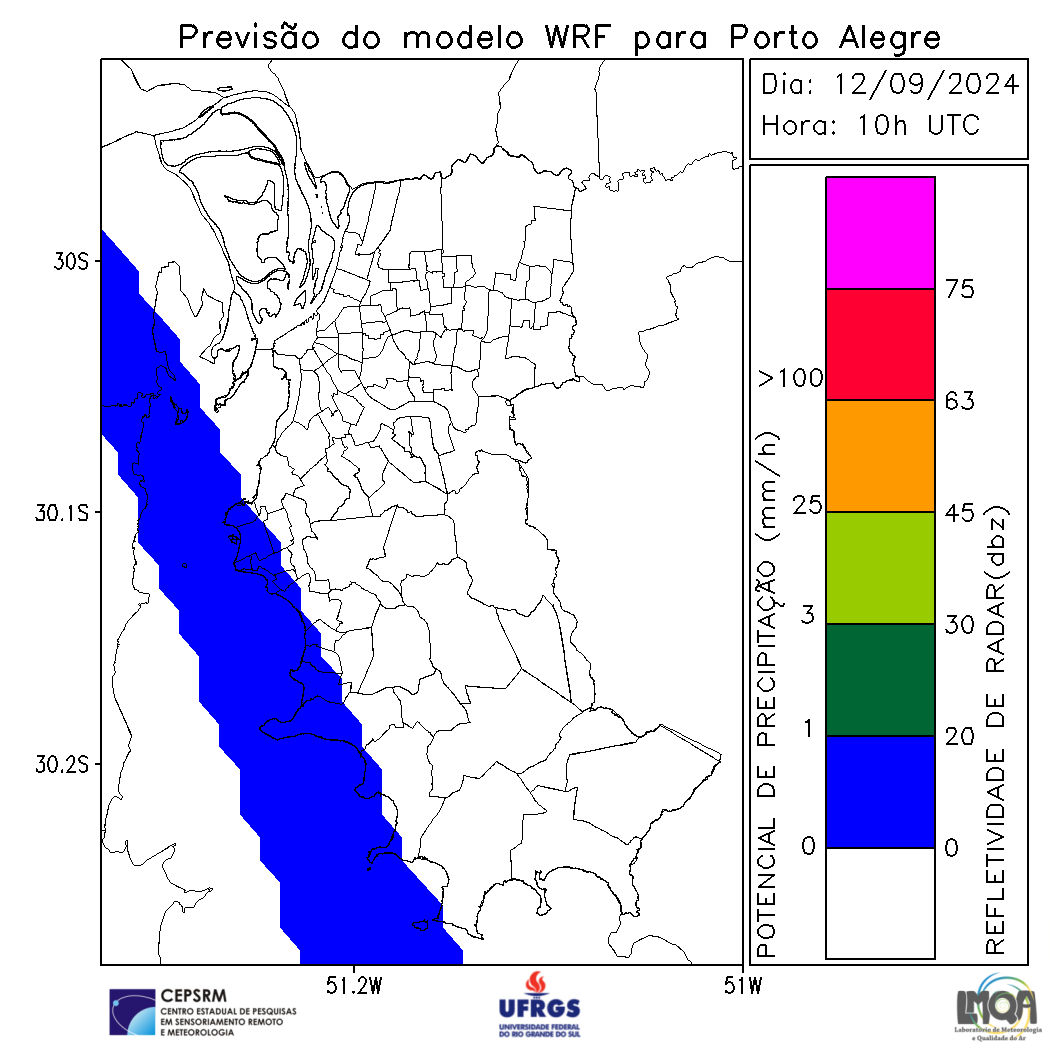 Previsão do modelo WRF para Porto Alegre
Dia: 12/09/2024
Hora: 10h UTC
30S
30.1S
30.2S
51.2W
51W
POTENCIAL DE PRECIPITAÇÃO (mm/h)
>100
25
3
1
0
75
63
45
30
20
0
REFLETIVIDADE DE RADAR(dbz)
CEPSRM
CENTRO ESTADUAL DE PESQUISAS
EM SENSORIAMENTO REMOTO
E METEOROLOGIA
UFRGS
UNIVERSIDADE FEDERAL
DO RIO GRANDE DO SUL
LMQA
Laboratório de Meteorologia
e Qualidade do Ar